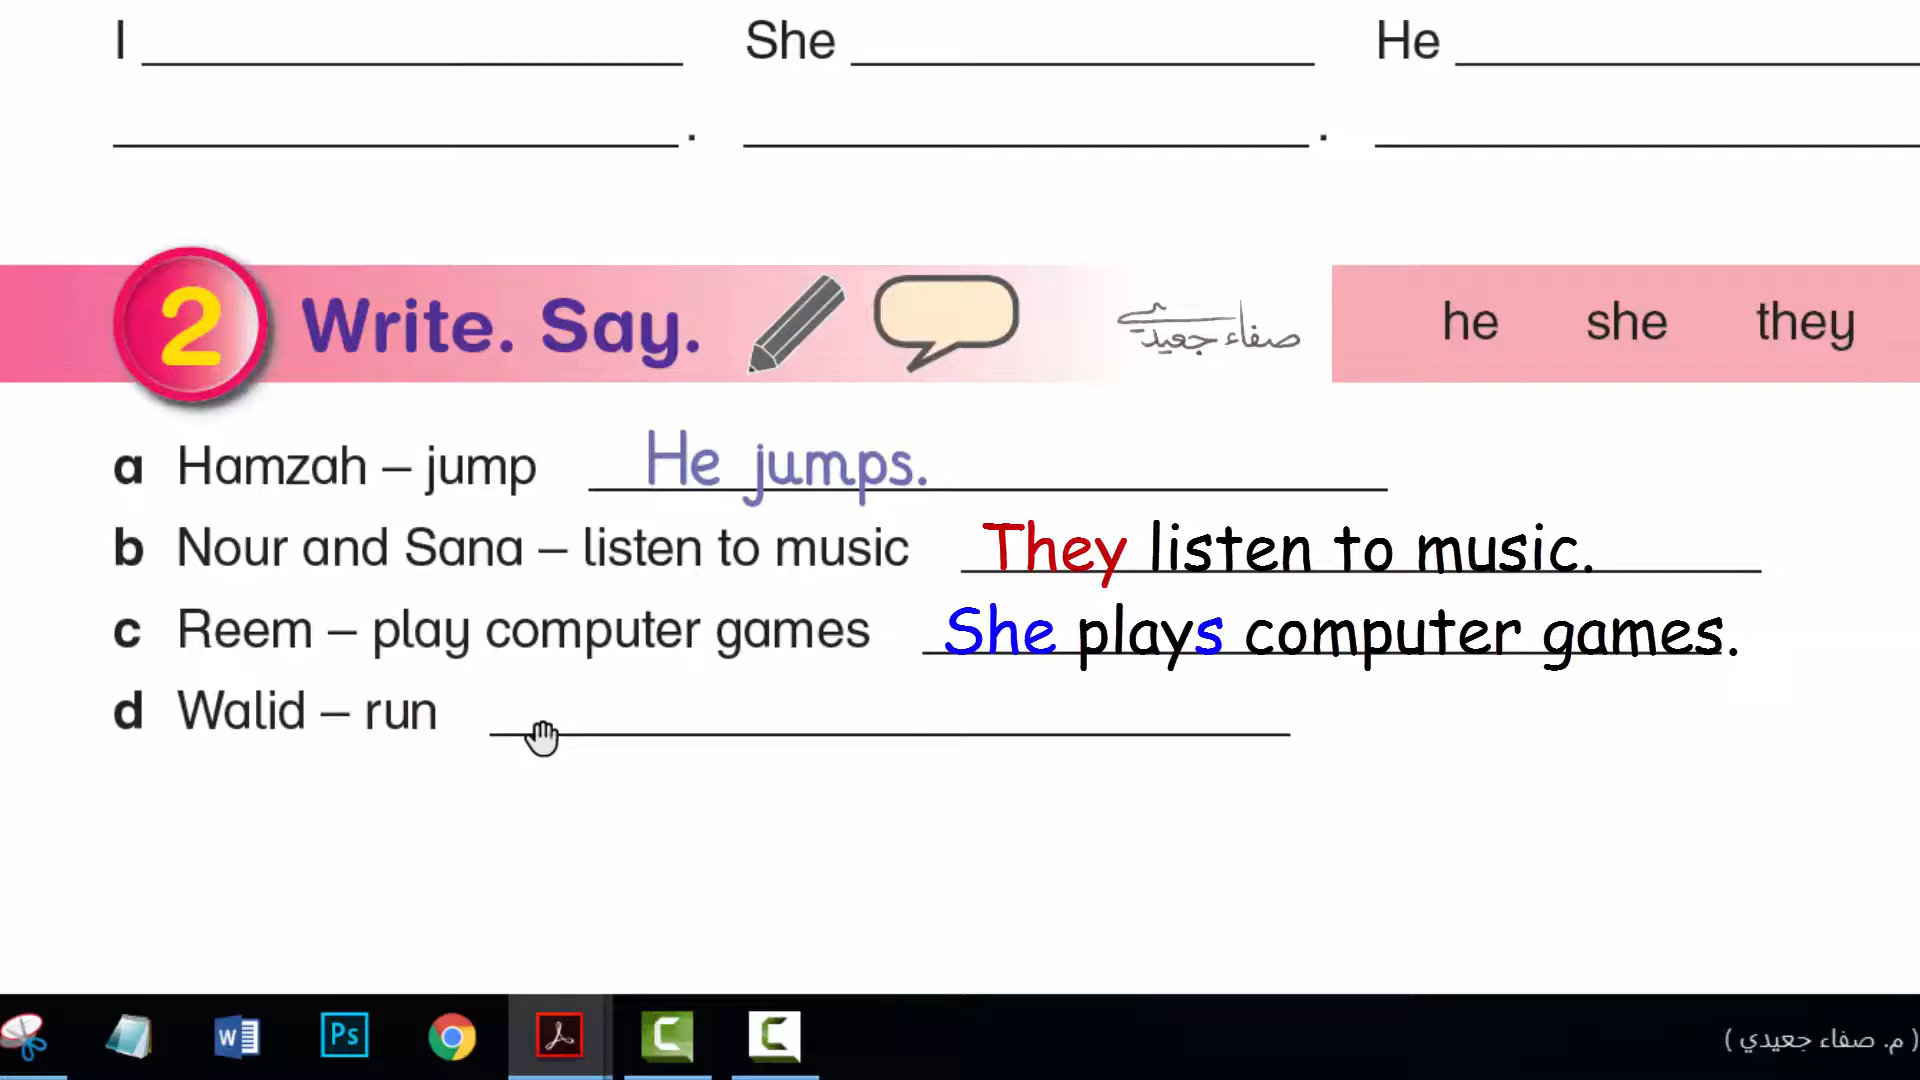 I She He
. .
2 Write. Say. صفاء جعيدي he she they
a Hamzah – jump He jumps.
b Nour and Sana – listen to music They listen to music.
c Reem – play computer games She plays computer games.
d Walid – run
W Ps C C ( م. صفاء جعيدي )